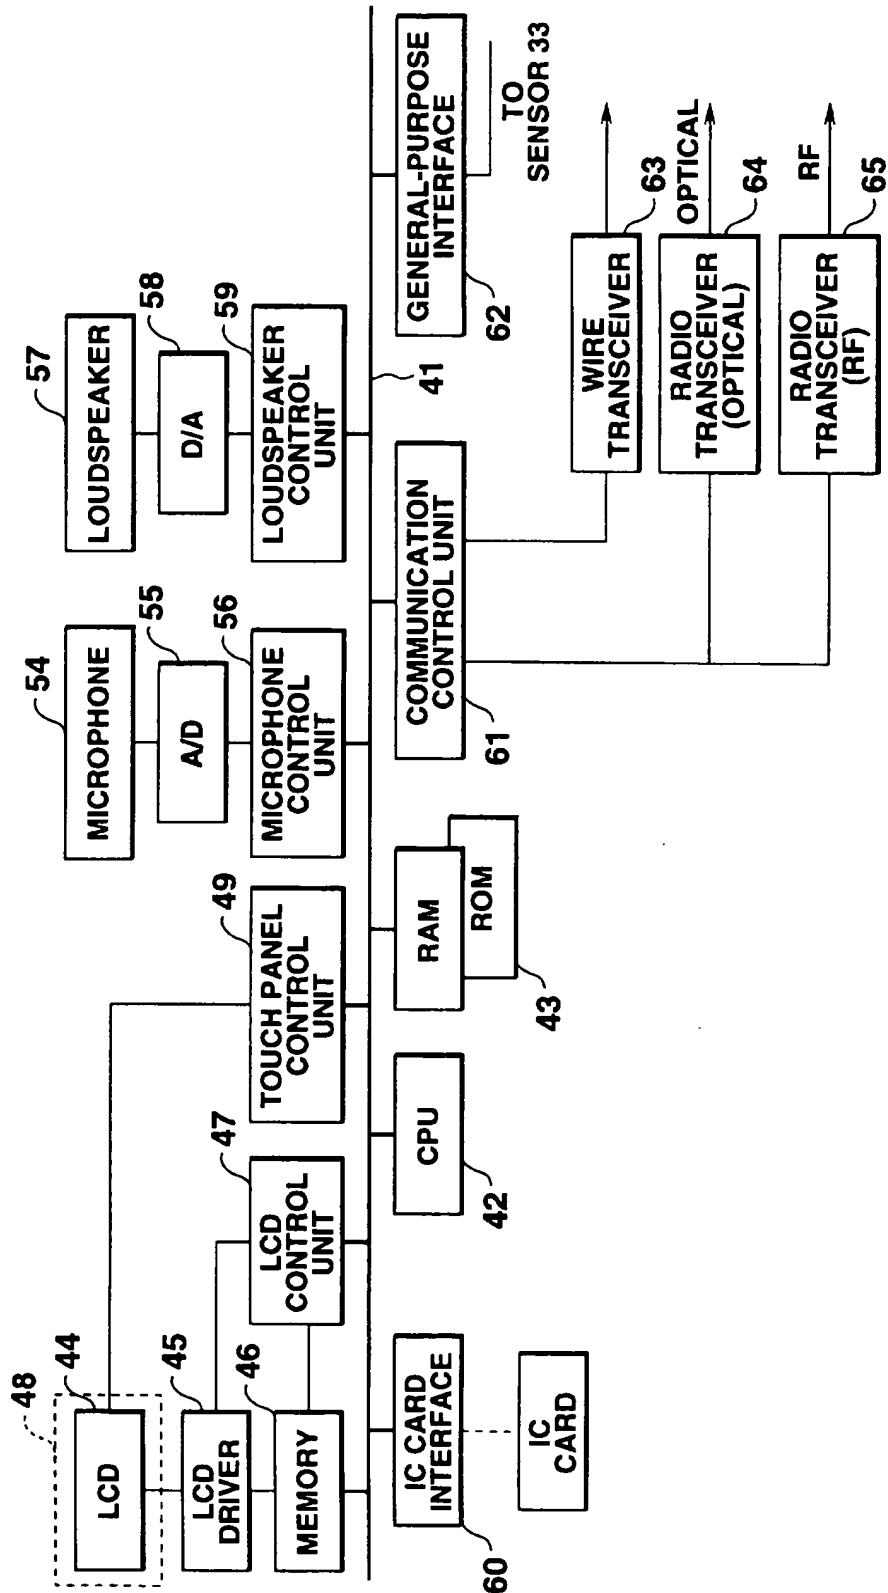 48
44
LCD
45
LCD
DRIVER
46
MEMORY
47
LCD
CONTROL
UNIT
49
TOUCH PANEL
CONTROL
UNIT
54
MICROPHONE
55
A/D
56
MICROPHONE
CONTROL
UNIT
57
LOUDSPEAKER
58
D/A
59
LOUDSPEAKER
CONTROL
UNIT
41
IC CARD
INTERFACE
60
IC
CARD
CPU
42
RAM
ROM
43
COMMUNICATION
CONTROL UNIT
61
GENERAL-PURPOSE
INTERFACE
62
TO
SENSOR 33
WIRE
TRANSCEIVER
63
RADIO
TRANSCEIVER
(OPTICAL)
OPTICAL
64
RADIO
TRANSCEIVER
(RF)
RF
65